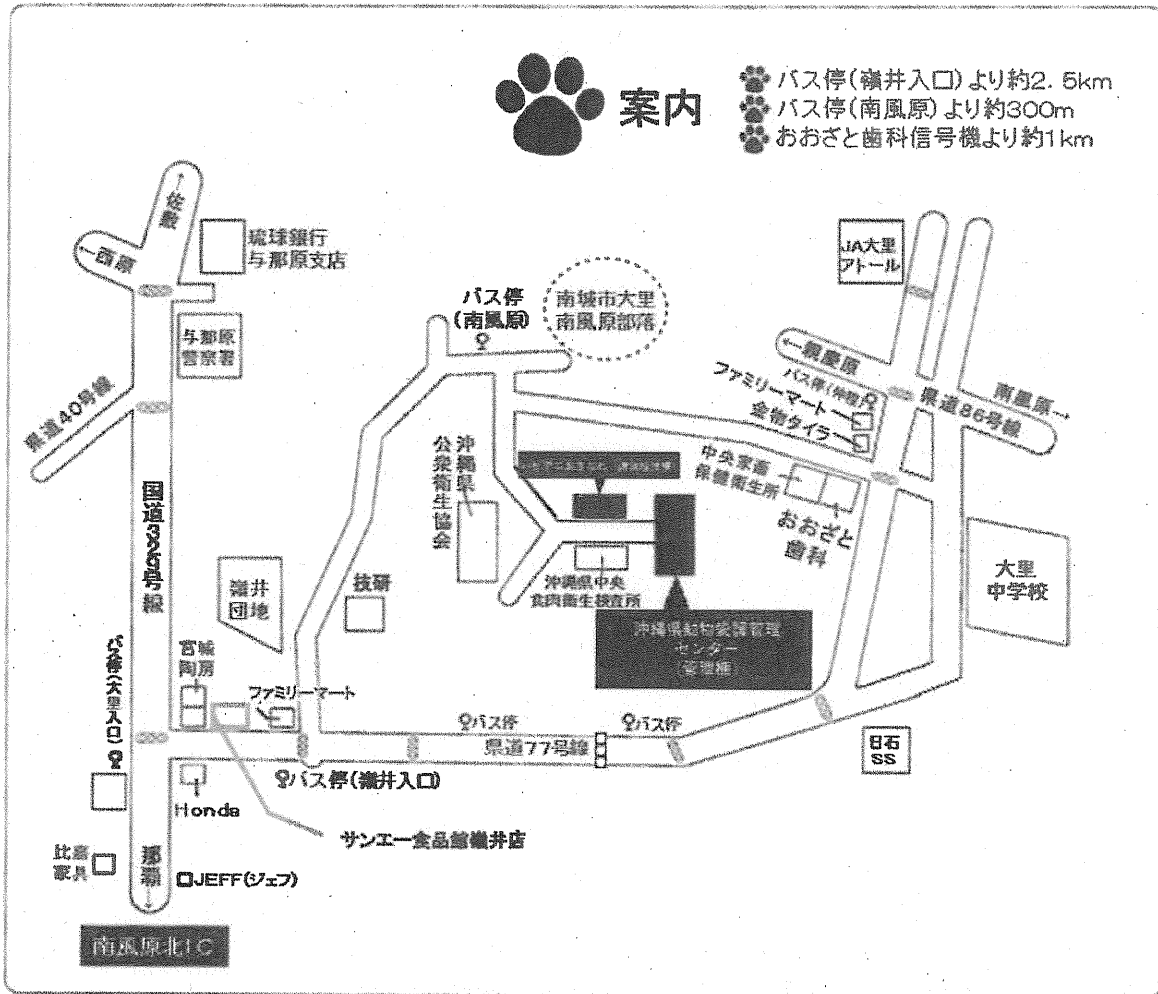 案内
バス停(嶺井入口)より約2.5km
バス停(南風原)より約300m
おおざと歯科信号機より約1km
←佐敷
←西原
琉球銀行
与那原支店
与那原
警察署
県道40号線
国道329号線
バス停
(南風原)
南城市大里
南風原部落
JA大里
アトール
←親慶原
バス停(仲程)
ファミリーマート
金物タイラ
南風原→
県道86号線
中央家畜
保健衛生所
おおざと
歯科
大里
中学校
沖縄県
公衆衛生協会
沖縄県中央
食肉衛生検査所
沖縄県動物愛護管理
センター
(管理棟)
嶺井
団地
技研
宮城
陶房
バス停(大里入口)
ファミリーマート
バス停
バス停
県道77号線
バス停(嶺井入口)
日石
SS
Honda
サンエー食品館嶺井店
比嘉
家具
那覇→
JEFF(ジェフ)
南風原北IC